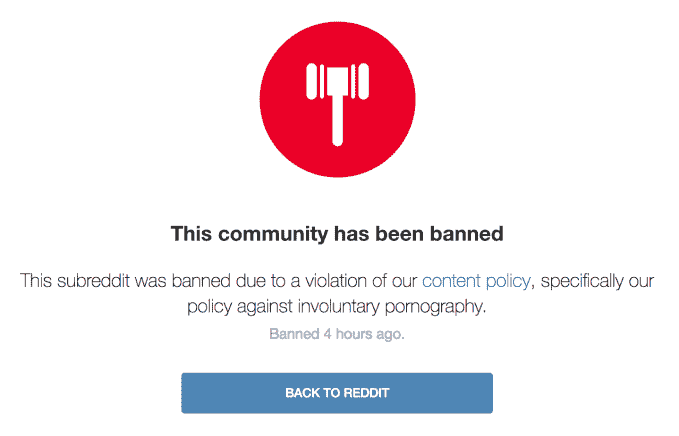 This community has been banned
This subreddit was banned due to a violation of our content policy, specifically our
policy against involuntary pornography.
Banned 4 hours ago.
BACK TO REDDIT